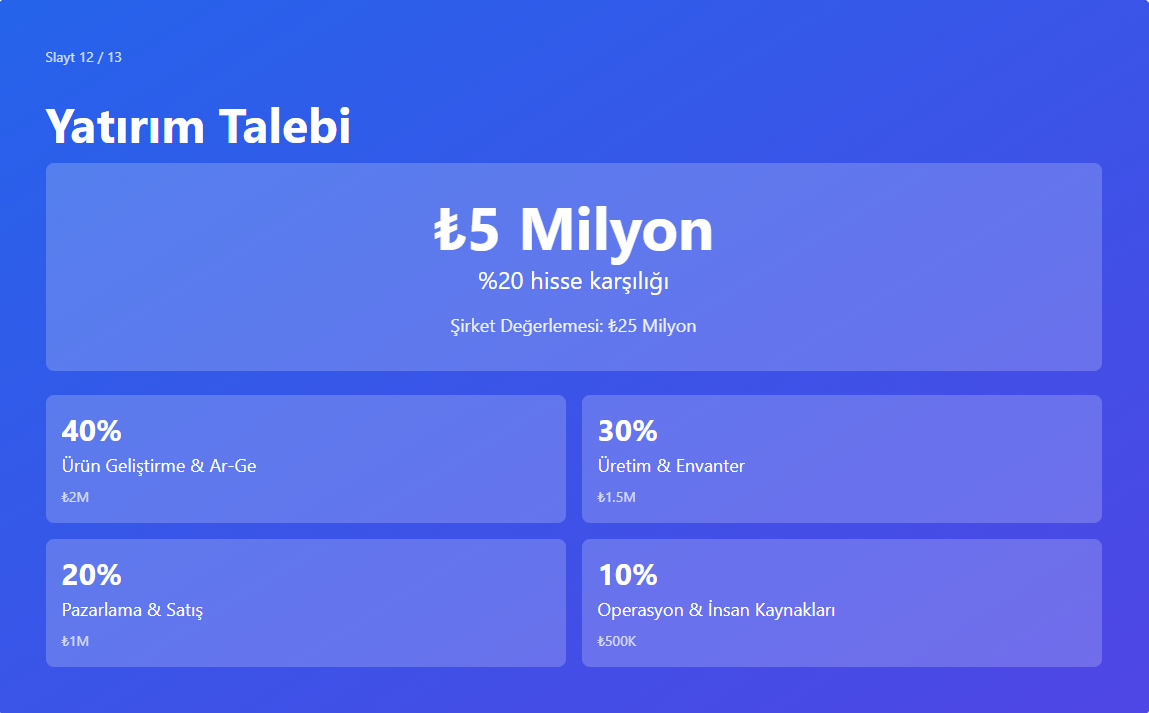 Slayt 12 / 13
Yatırım Talebi
₺5 Milyon
%20 hisse karşılığı
Şirket Değerlemesi: ₺25 Milyon
40%
Ürün Geliştirme & Ar-Ge
₺2M
30%
Üretim & Envanter
₺1.5M
20%
Pazarlama & Satış
₺1M
10%
Operasyon & İnsan Kaynakları
₺500K